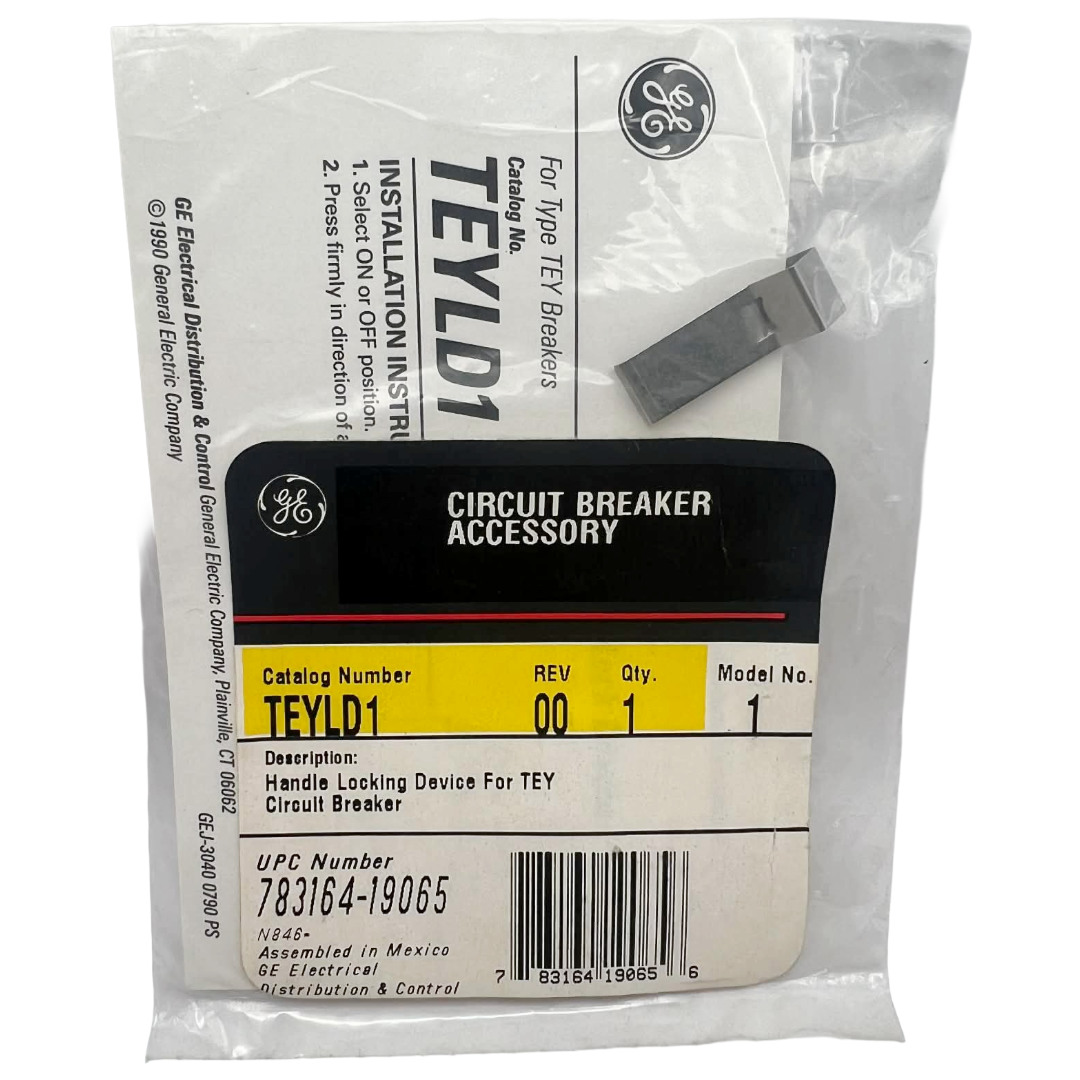 GE
For Type TEY Breakers
Catalog No.
TEYLD1
INSTALLATION INSTRU
1. Select ON or OFF position.
2. Press firmly in direction of a
GE Electrical Distribution & Control General Electric Company, Plainville, CT 06062
©1990 General Electric Company
GEJ-3040 0790 PS
GE
CIRCUIT BREAKER
ACCESSORY
Catalog Number REV Qty. Model No.
TEYLD1 00 1 1
Description:
Handle Locking Device For TEY
Circuit Breaker
UPC Number
783164-19065
N846-
Assembled in Mexico
GE Electrical
Distribution & Control
7 83164 19065 6